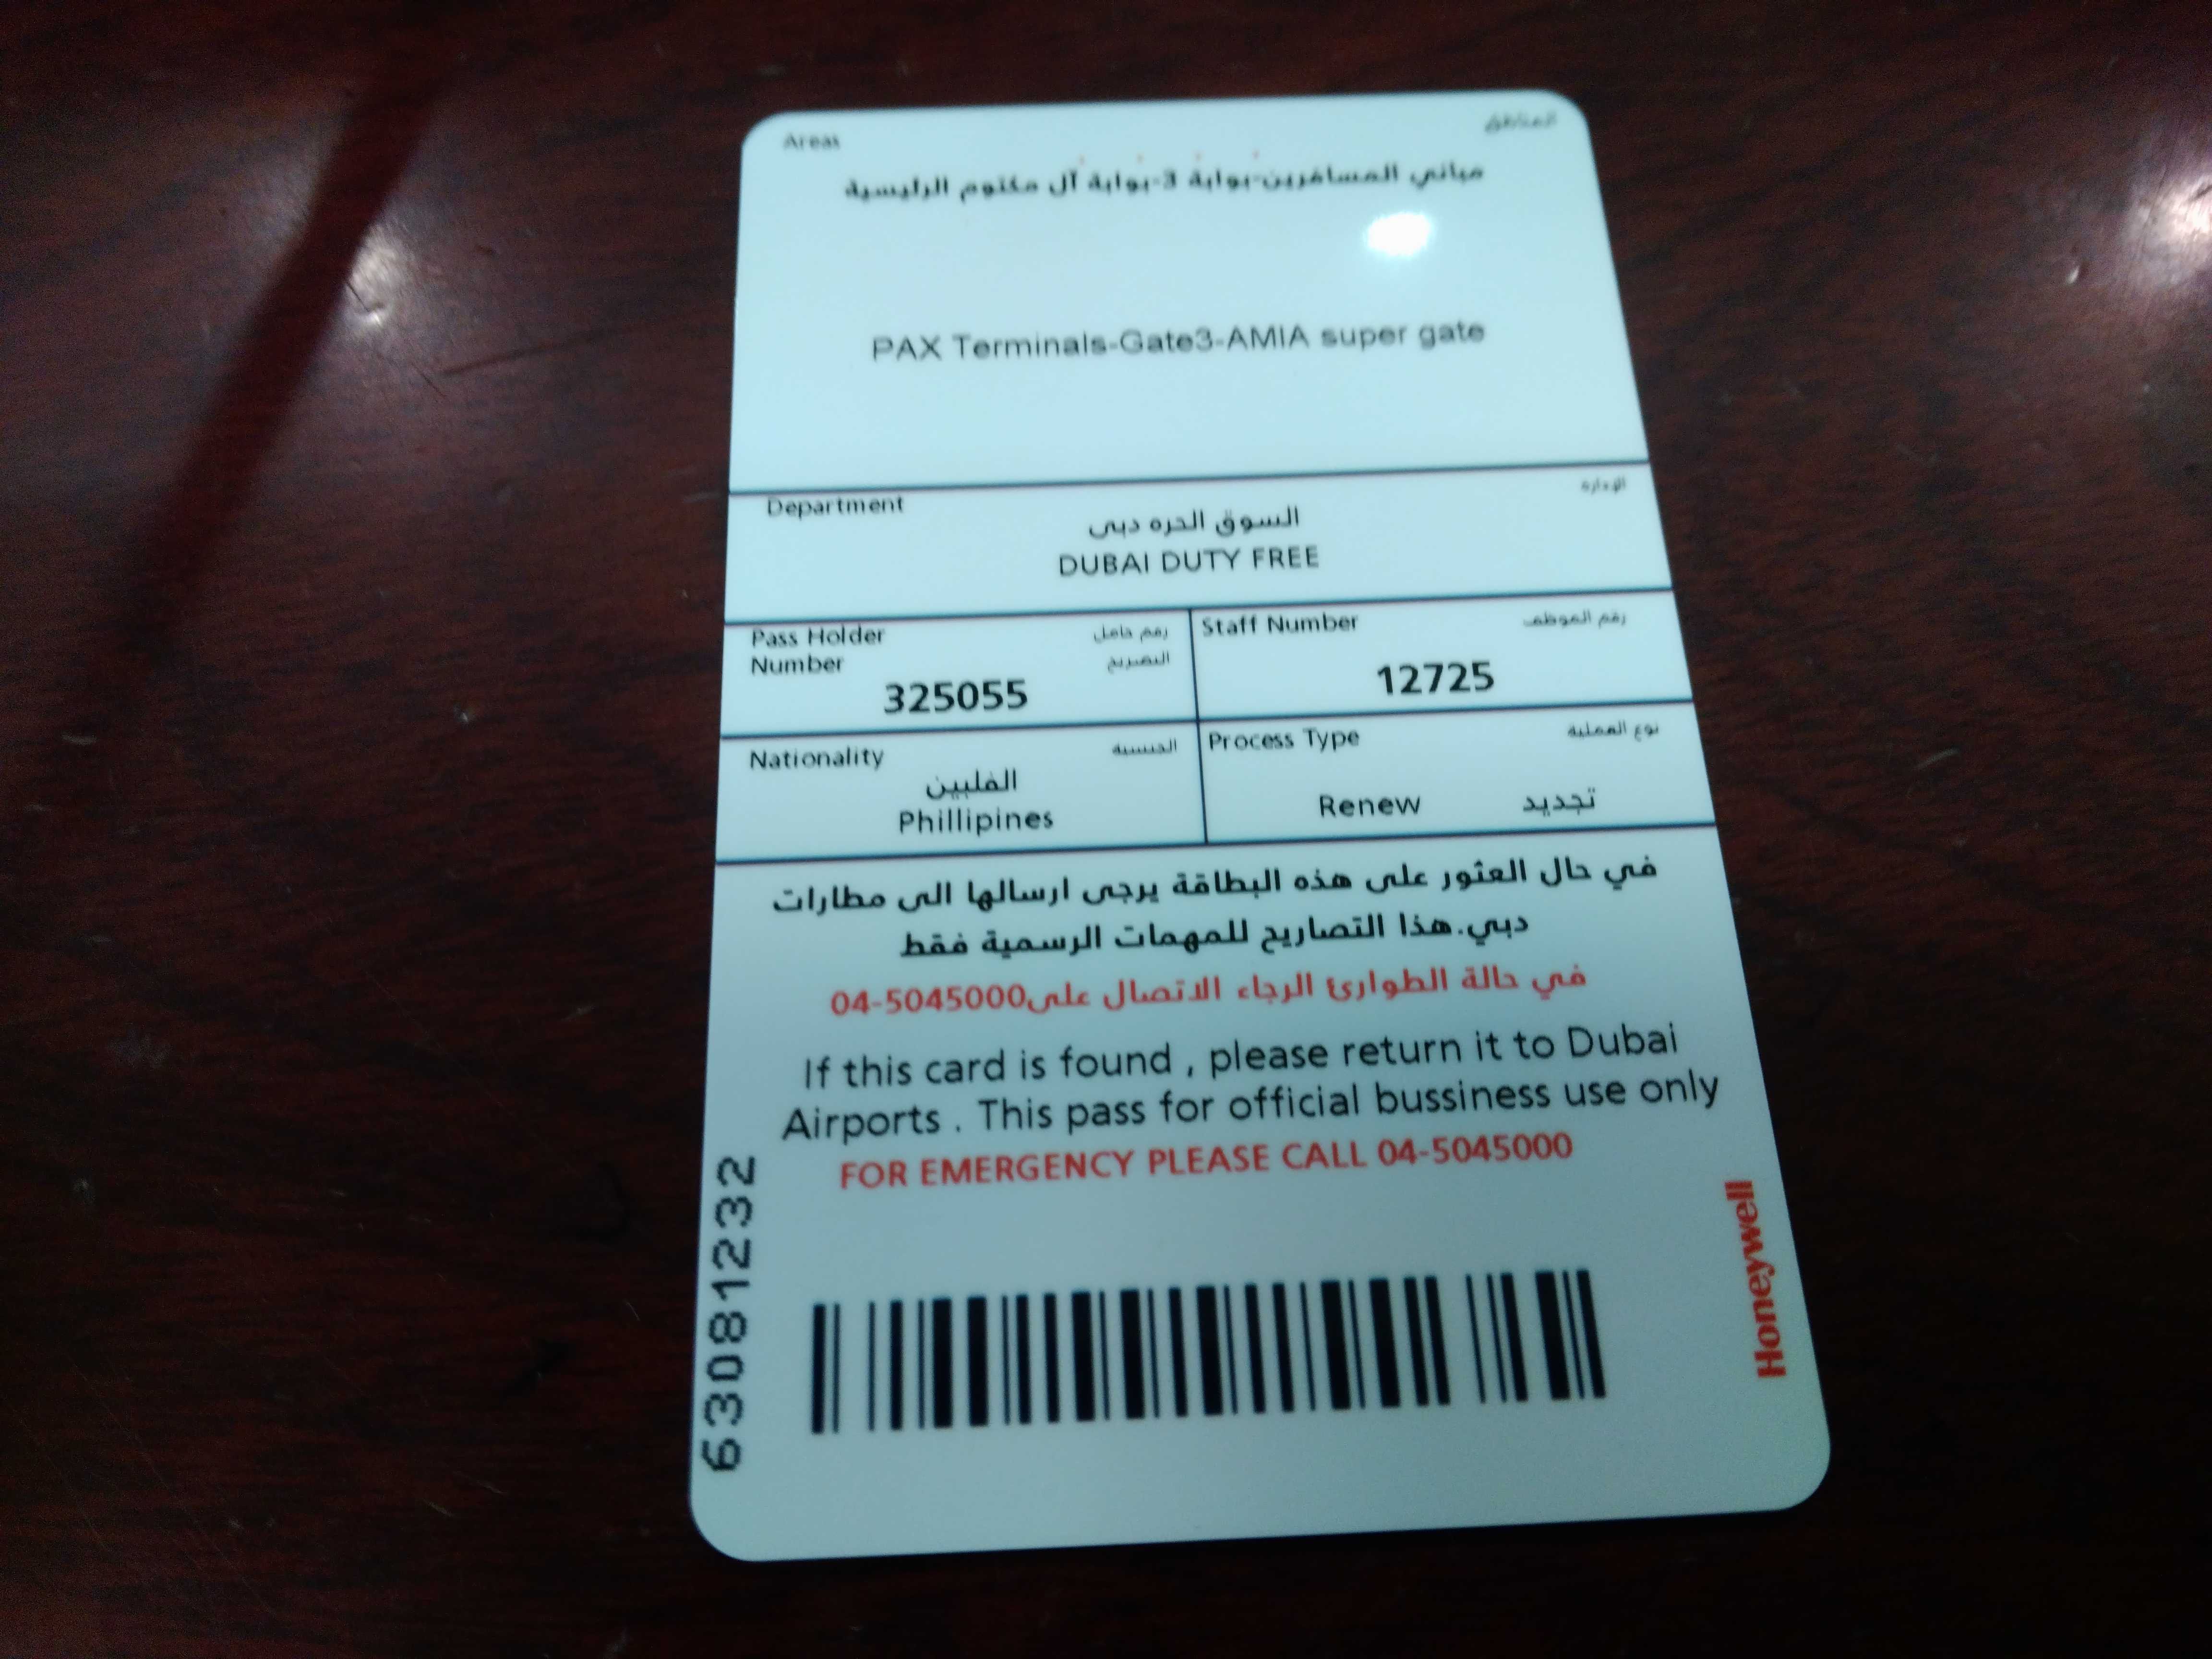 Areas المناطق
مباني المسافرين-بوابة 3-بوابة آل مكتوم الرئيسية
PAX Terminals-Gate3-AMIA super gate
Department الإدارة
السوق الحره دبى
DUBAI DUTY FREE
Pass Holder Number رقم حامل التصريح
325055
Staff Number رقم الموظف
12725
Nationality الجنسية
الفلبين
Phillipines
Process Type نوع العملية
Renew تجديد
في حال العثور على هذه البطاقة يرجى ارسالها الى مطارات
دبي.هذا التصاريح للمهمات الرسمية فقط
في حالة الطوارئ الرجاء الاتصال على04-5045000
If this card is found , please return it to Dubai
Airports . This pass for official bussiness use only
FOR EMERGENCY PLEASE CALL 04-5045000
63081232
Honeywell